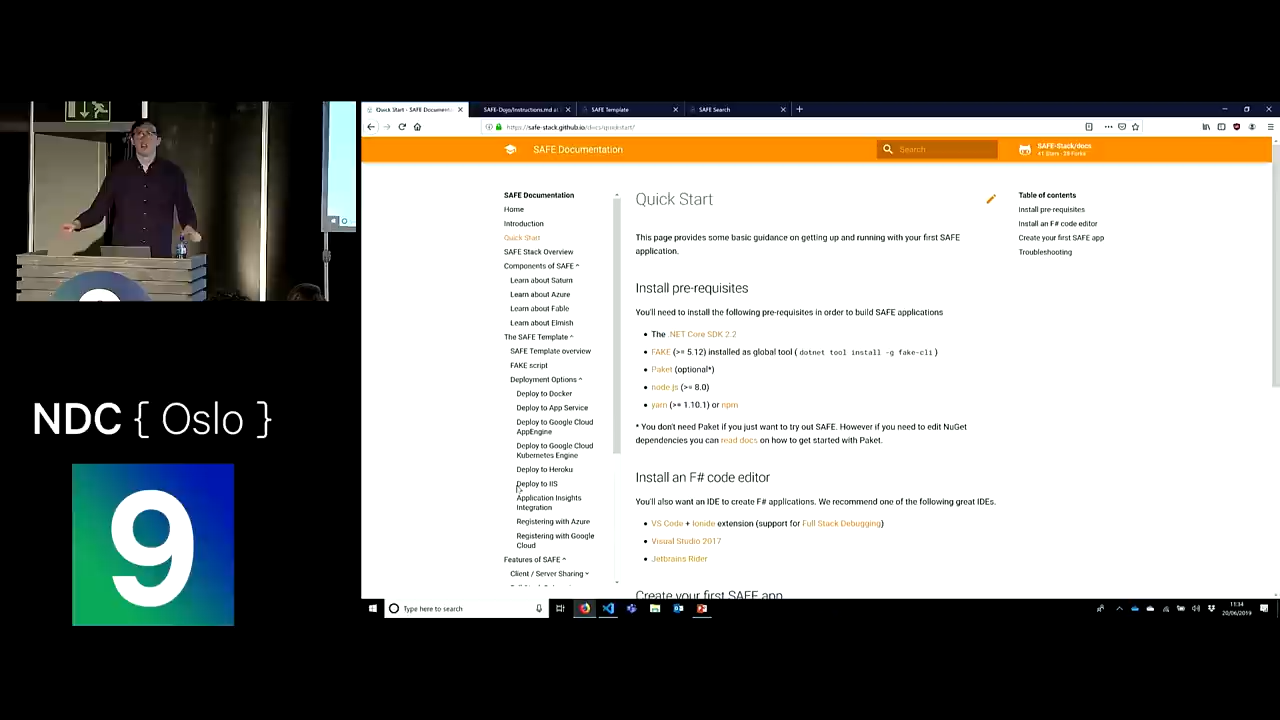 Quick Start - SAFE Documenta
SAFE-Dojo/Instructions.md at
SAFE Template
SAFE Search
https://safe-stack.github.io/docs/quickstart/
SAFE Documentation
Search
SAFE-Stack/docs
41 Stars · 39 Forks
SAFE Documentation
Home
Introduction
Quick Start
SAFE Stack Overview
Components of SAFE
Learn about Saturn
Learn about Azure
Learn about Fable
Learn about Elmish
The SAFE Template
SAFE Template overview
FAKE script
Deployment Options
Deploy to Docker
Deploy to App Service
Deploy to Google Cloud
AppEngine
Deploy to Google Cloud
Kubernetes Engine
Deploy to Heroku
Deploy to IIS
Application Insights
Integration
Registering with Azure
Registering with Google
Cloud
Features of SAFE
Client / Server Sharing
Quick Start
This page provides some basic guidance on getting up and running with your first SAFE
application.
Install pre-requisites
You'll need to install the following pre-requisites in order to build SAFE applications
• The .NET Core SDK 2.2
• FAKE (>= 5.12) installed as global tool ( dotnet tool install -g fake-cli )
• Paket (optional*)
• node.js (>= 8.0)
• yarn (>= 1.10.1) or npm
* You don't need Paket if you just want to try out SAFE. However if you need to edit NuGet
dependencies you can read docs on how to get started with Paket.
Install an F# code editor
You'll also want an IDE to create F# applications. We recommend one of the following great IDEs.
• VS Code + Ionide extension (support for Full Stack Debugging)
• Visual Studio 2017
• Jetbrains Rider
Create your first SAFE app
Table of contents
Install pre-requisites
Install an F# code editor
Create your first SAFE app
Troubleshooting
Type here to search
11:34
20/06/2019
NDC { Oslo }
9